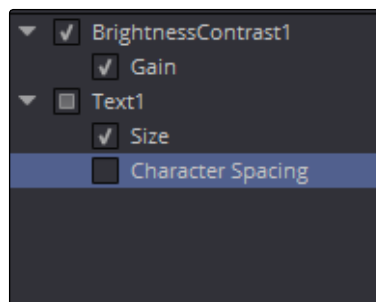 BrightnessContrast1
Gain
Text1
Size
Character Spacing